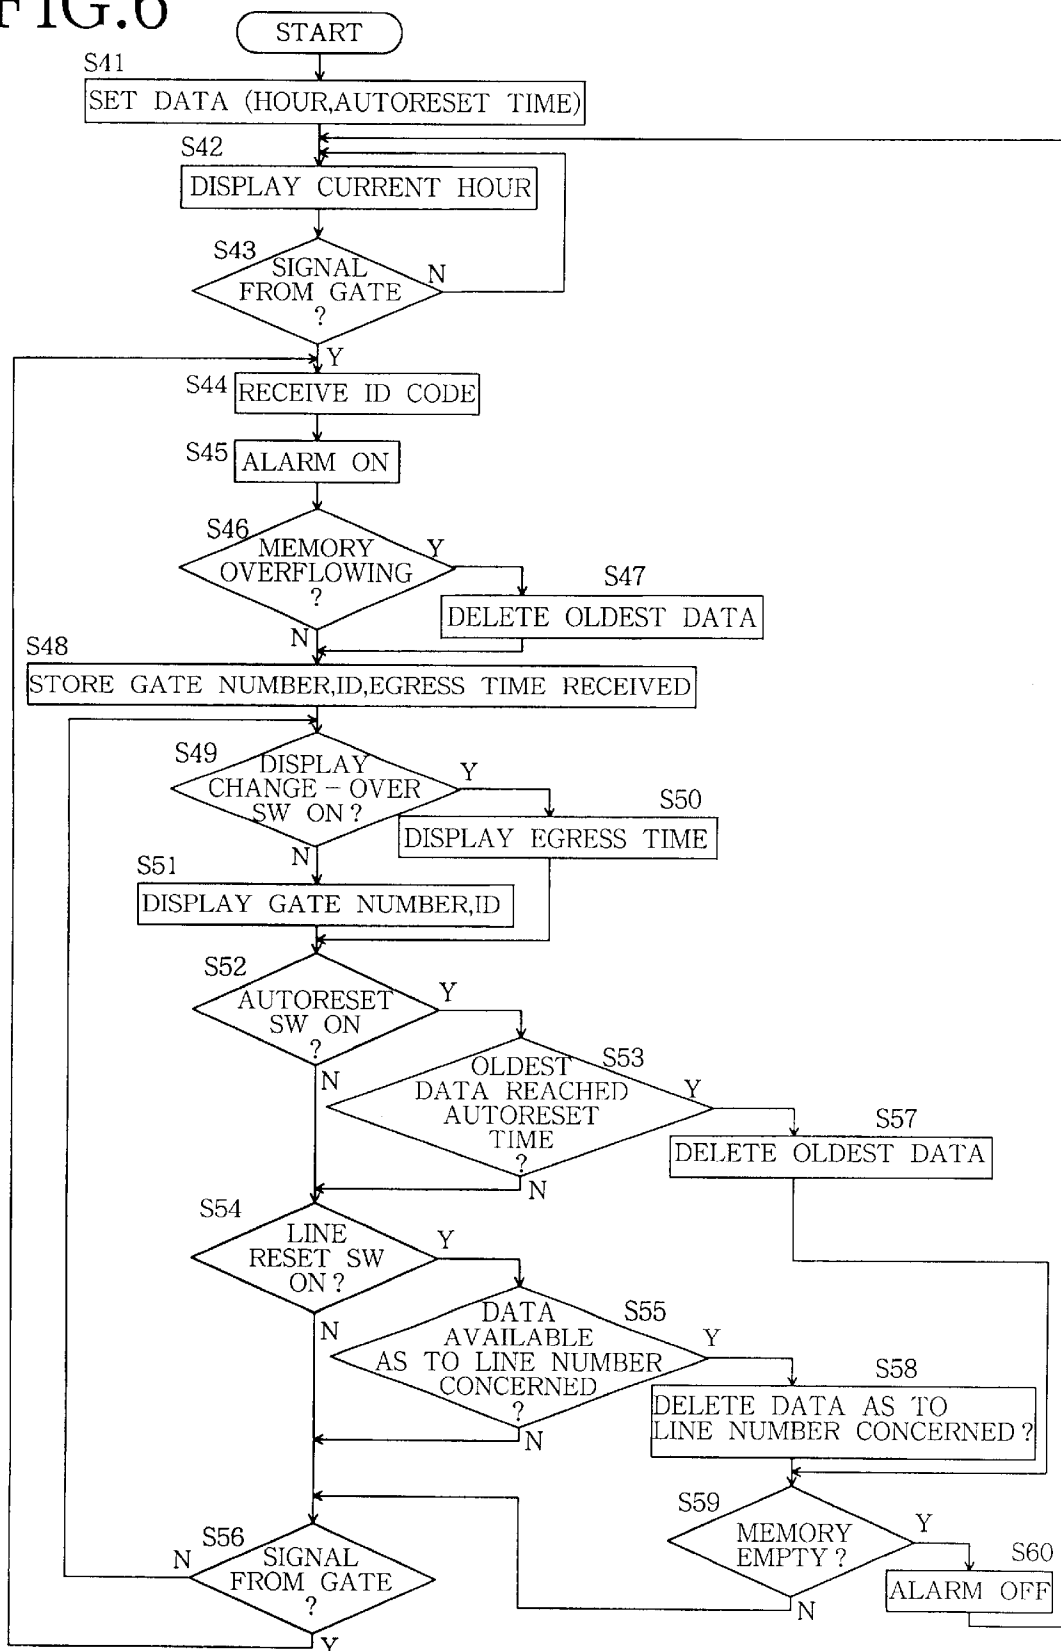 FIG.6
START
S41
SET DATA (HOUR,AUTORESET TIME)
S42
DISPLAY CURRENT HOUR
S43
SIGNAL
FROM GATE
?
N
Y
S44
RECEIVE ID CODE
S45
ALARM ON
S46
MEMORY
OVERFLOWING
?
Y
S47
DELETE OLDEST DATA
N
S48
STORE GATE NUMBER,ID,EGRESS TIME RECEIVED
S49
DISPLAY
CHANGE-OVER
SW ON?
Y
S50
DISPLAY EGRESS TIME
N
S51
DISPLAY GATE NUMBER,ID
S52
AUTORESET
SW ON
?
Y
N
S53
OLDEST
DATA REACHED
AUTORESET
TIME
?
Y
N
S57
DELETE OLDEST DATA
S54
LINE
RESET SW
ON?
Y
N
S55
DATA
AVAILABLE
AS TO LINE NUMBER
CONCERNED
?
Y
N
S58
DELETE DATA AS TO
LINE NUMBER CONCERNED?
S59
MEMORY
EMPTY?
Y
N
S60
ALARM OFF
S56
SIGNAL
FROM GATE
?
N
Y